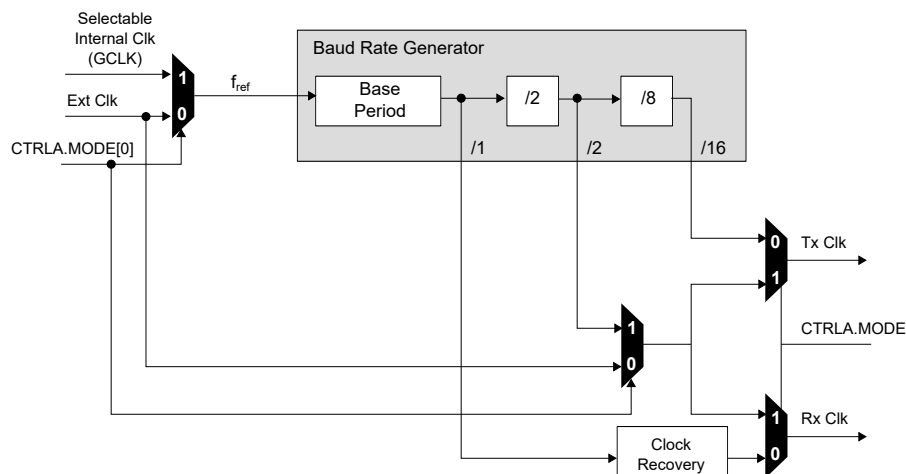 Selectable
Internal Clk
(GCLK)
Baud Rate Generator
1
0
f_ref
Base
Period
/2
/8
Ext Clk
CTRLA.MODE[0]
/1
/2
/16
0
1
Tx Clk
1
0
CTRLA.MODE
1
0
Rx Clk
Clock
Recovery